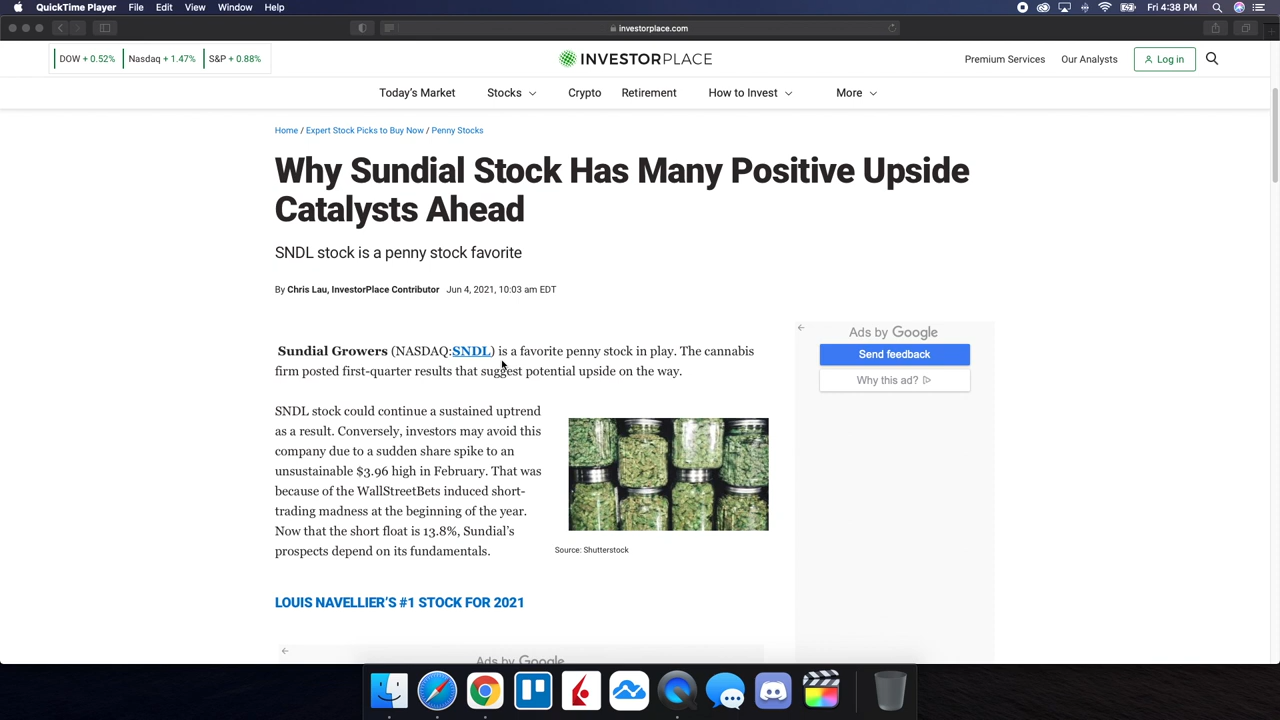 QuickTime Player File Edit View Window Help Fri 4:38 PM
investorplace.com
DOW + 0.52% Nasdaq + 1.47% S&P + 0.88%
INVESTORPLACE
Premium Services Our Analysts Log in
Today's Market Stocks Crypto Retirement How to Invest More
Home / Expert Stock Picks to Buy Now / Penny Stocks
Why Sundial Stock Has Many Positive Upside
Catalysts Ahead
SNDL stock is a penny stock favorite
By Chris Lau, InvestorPlace Contributor Jun 4, 2021, 10:03 am EDT
Sundial Growers (NASDAQ:SNDL) is a favorite penny stock in play. The cannabis
firm posted first-quarter results that suggest potential upside on the way.
SNDL stock could continue a sustained uptrend
as a result. Conversely, investors may avoid this
company due to a sudden share spike to an
unsustainable $3.96 high in February. That was
because of the WallStreetBets induced short-
trading madness at the beginning of the year.
Now that the short float is 13.8%, Sundial's
prospects depend on its fundamentals.
Source: Shutterstock
LOUIS NAVELLIER'S #1 STOCK FOR 2021
Ads by Google
Ads by Google
Send feedback
Why this ad?